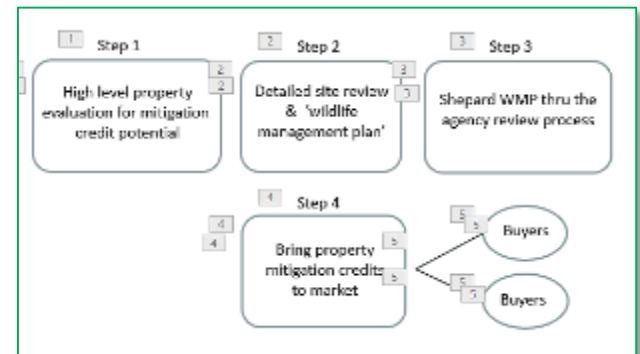 1 Step 1
2 Step 2
3 Step 3
2
2
3
3
High level property
evaluation for mitigation
credit potential
Detailed site review
& 'wildlife
management plan'
Shepard WMP thru the
agency review process
4 Step 4
4
4
Bring property
mitigation credits
to market
5
5
5
5
Buyers
5
5
Buyers